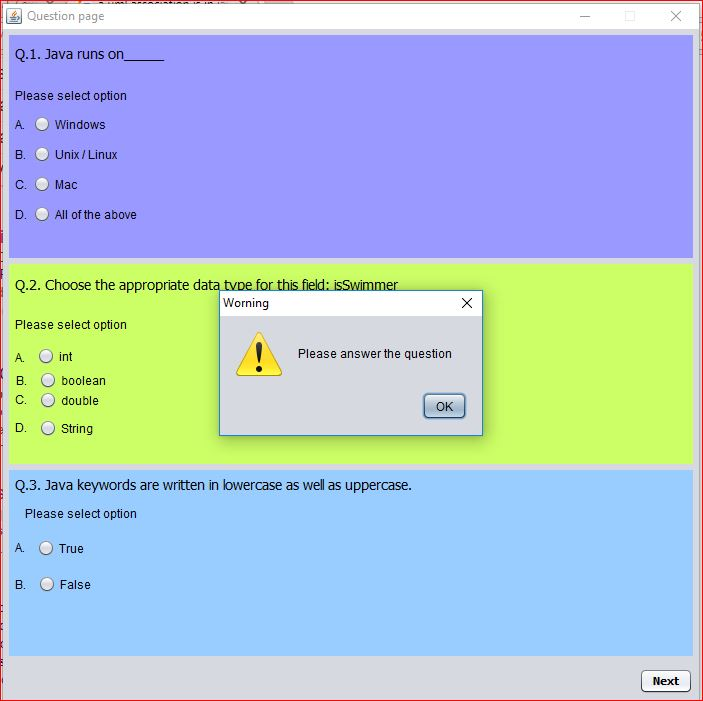 Question page
Q.1. Java runs on______
Please select option
A. Windows
B. Unix / Linux
C. Mac
D. All of the above
Q.2. Choose the appropriate data type for this field: isSwimmer
Please select option
A. int
B. boolean
C. double
D. String
Worning
Please answer the question
OK
Q.3. Java keywords are written in lowercase as well as uppercase.
Please select option
A. True
B. False
Next